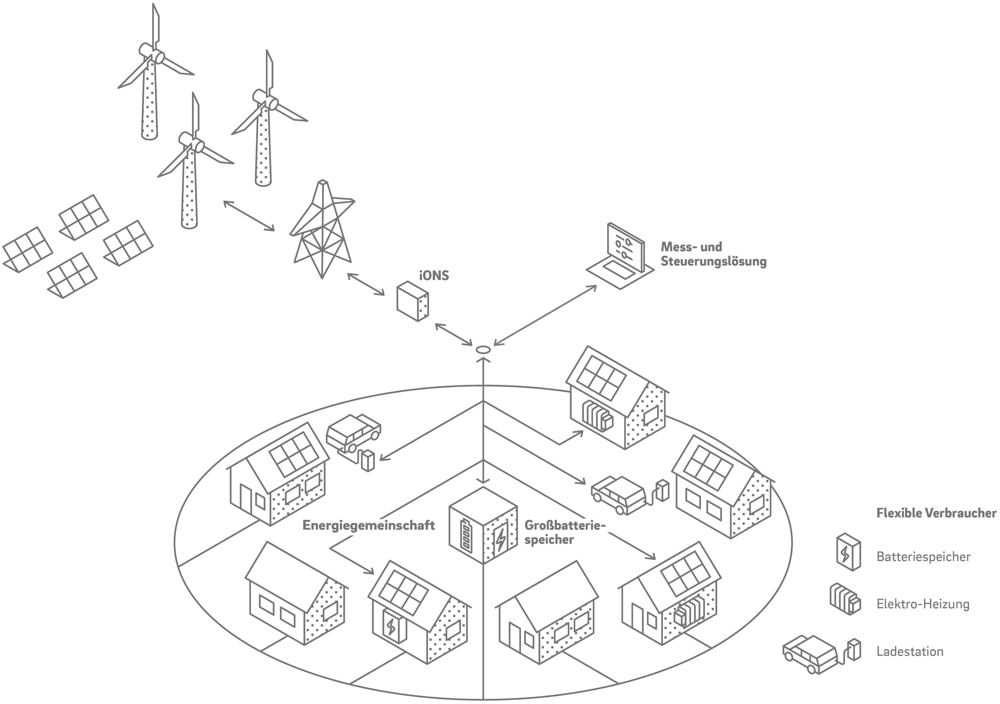 iONS
Mess- und
Steuerungslösung
Energiegemeinschaft
Großbatterie-
speicher
Flexible Verbraucher
Batteriespeicher
Elektro-Heizung
Ladestation